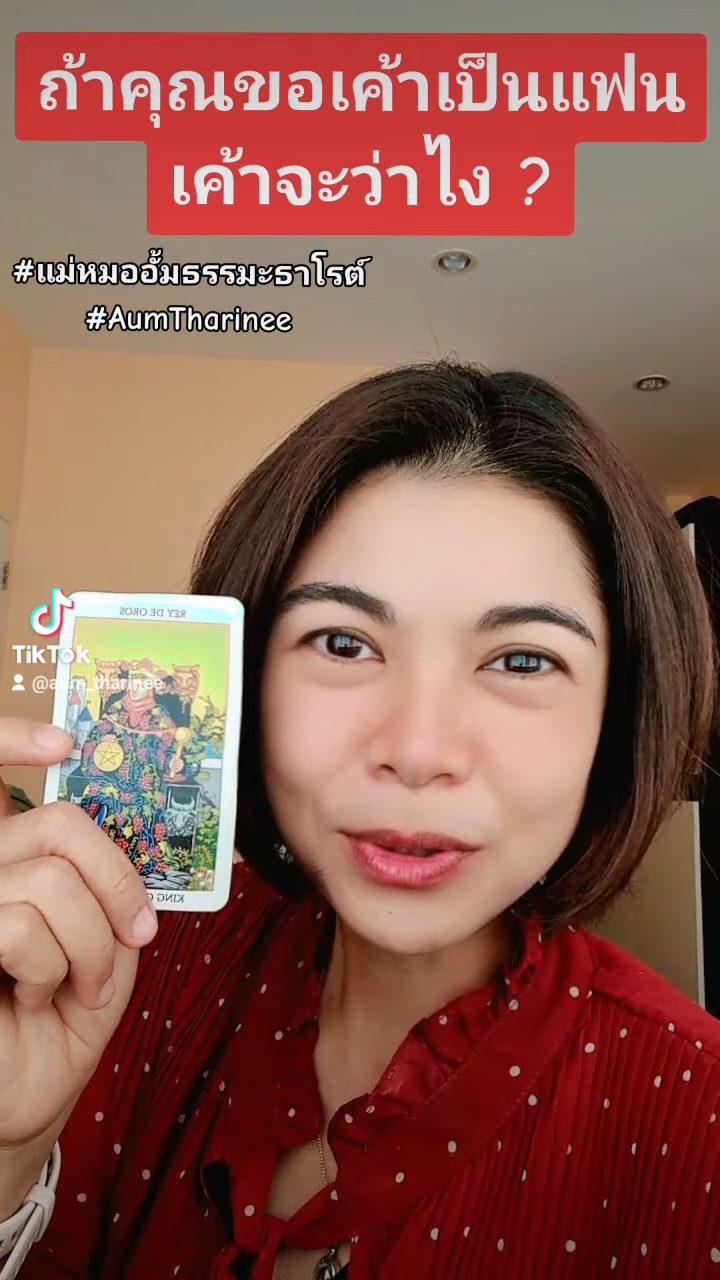 ถ้าคุณขอเค้าเป็นแฟน
เค้าจะว่าไง ?
#แม่หมออั้มธรรมะธาโรต์
#AumTharinee
REY DE OROS
TikTok
@aum_tharinee
KING